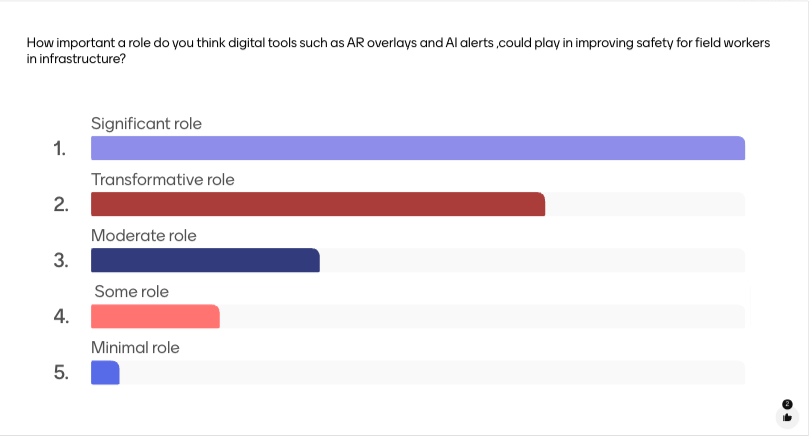 How important a role do you think digital tools such as AR overlays and AI alerts ,could play in improving safety for field workers
in infrastructure?
Significant role
1.
Transformative role
2.
Moderate role
3.
Some role
4.
Minimal role
5.
2